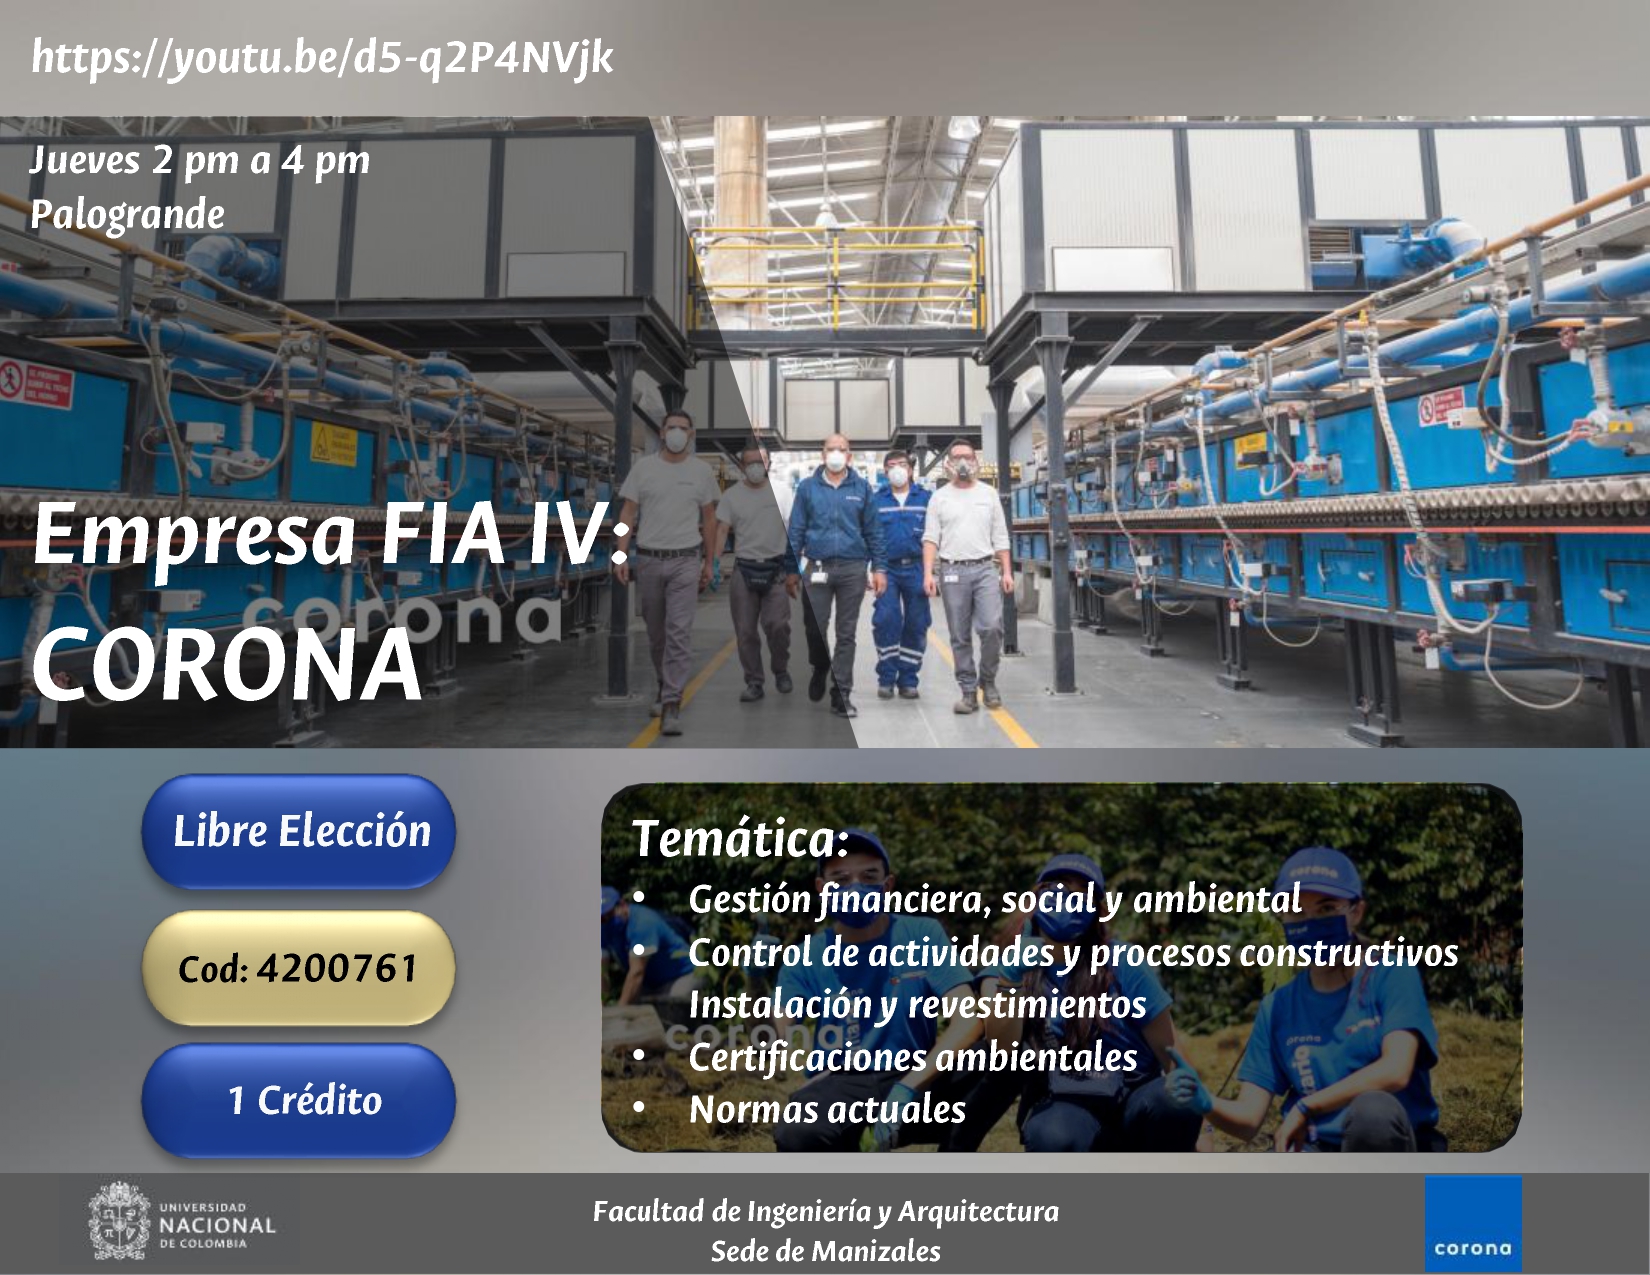 https://youtu.be/d5-q2P4NVjk
Jueves 2 pm a 4 pm
Palogrande
Empresa FIA IV:
corona
CORONA
Libre Elección
Cod: 4200761
1 Crédito
Temática:
• Gestión financiera, social y ambiental
• Control de actividades y procesos constructivos
Instalación y revestimientos
corona
• Certificaciones ambientales
• Normas actuales
UNIVERSIDAD
NACIONAL
DE COLOMBIA
Facultad de Ingeniería y Arquitectura
Sede de Manizales
corona